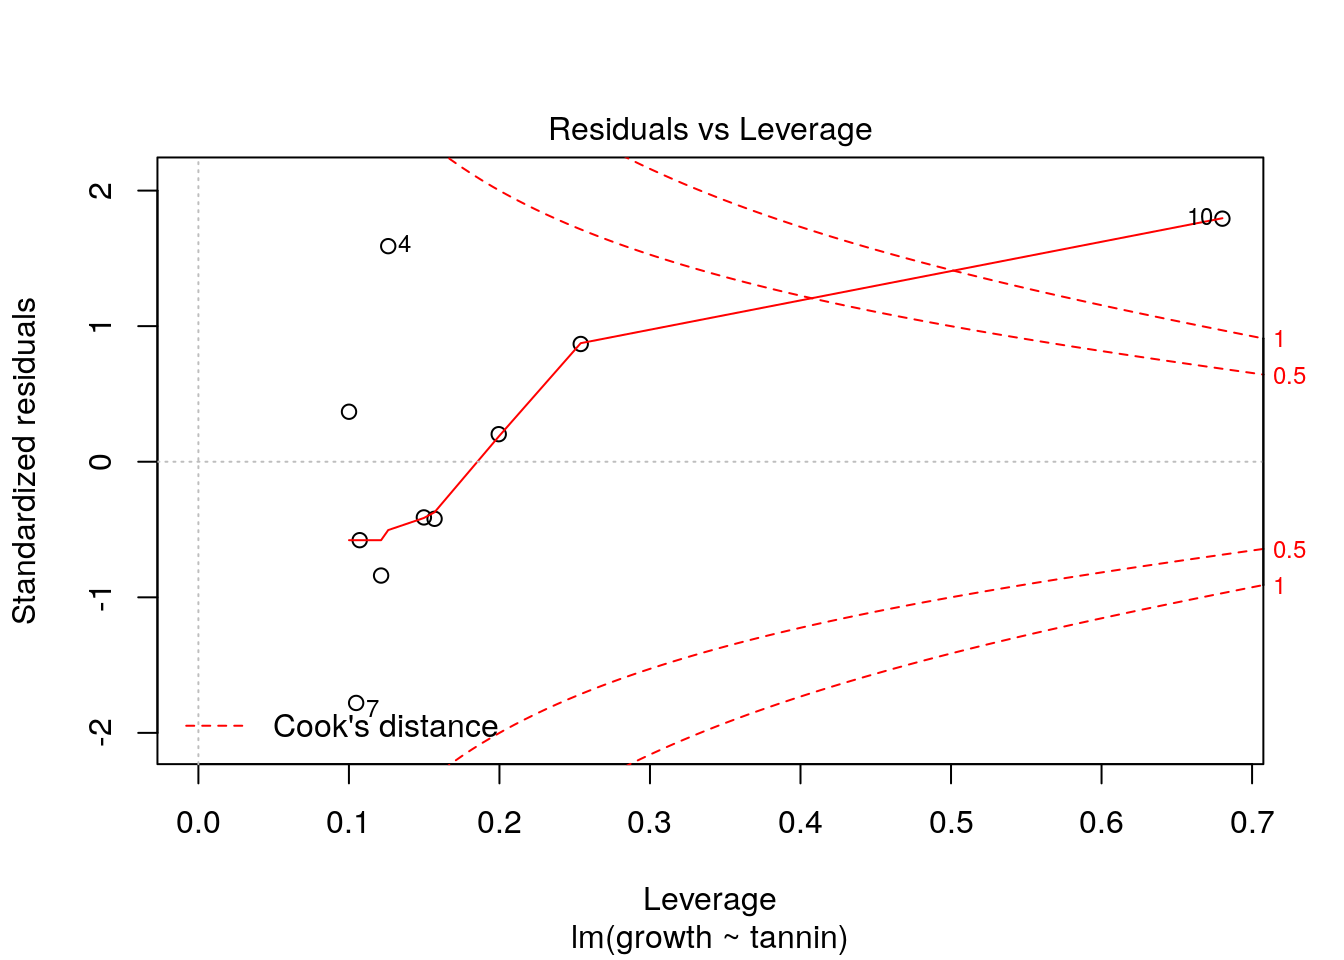 Residuals vs Leverage
Standardized residuals
2
1
0
-1
-2
4
10
7
1
0.5
0.5
1
Cook's distance
0.0 0.1 0.2 0.3 0.4 0.5 0.6 0.7
Leverage
lm(growth ~ tannin)